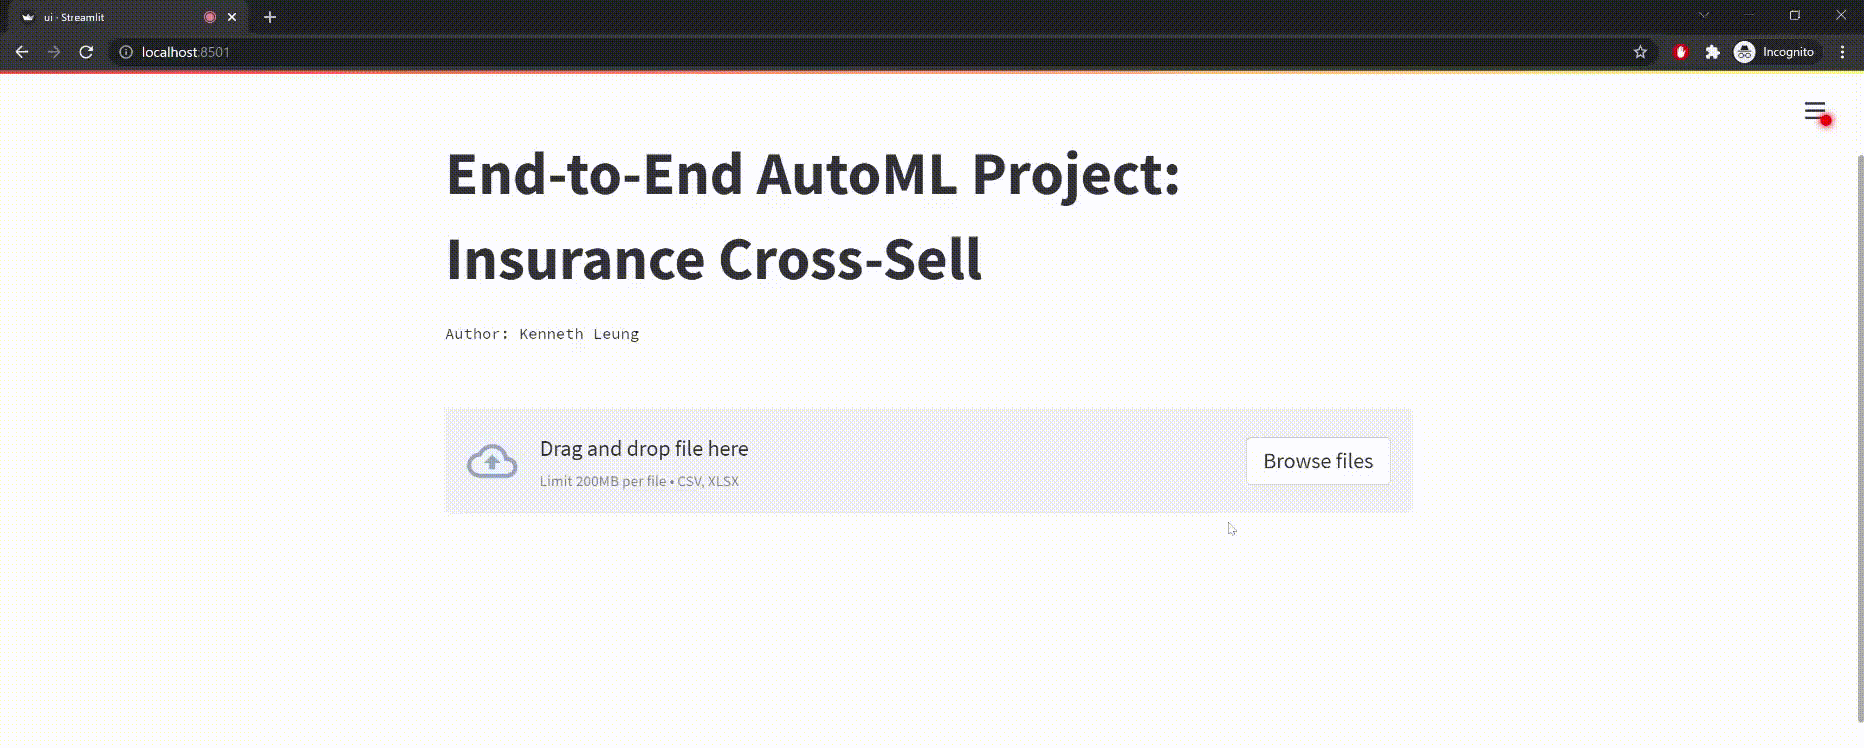 ui · Streamlit
localhost:8501
Incognito
End-to-End AutoML Project:
Insurance Cross-Sell
Author: Kenneth Leung
Drag and drop file here
Limit 200MB per file • CSV, XLSX
Browse files